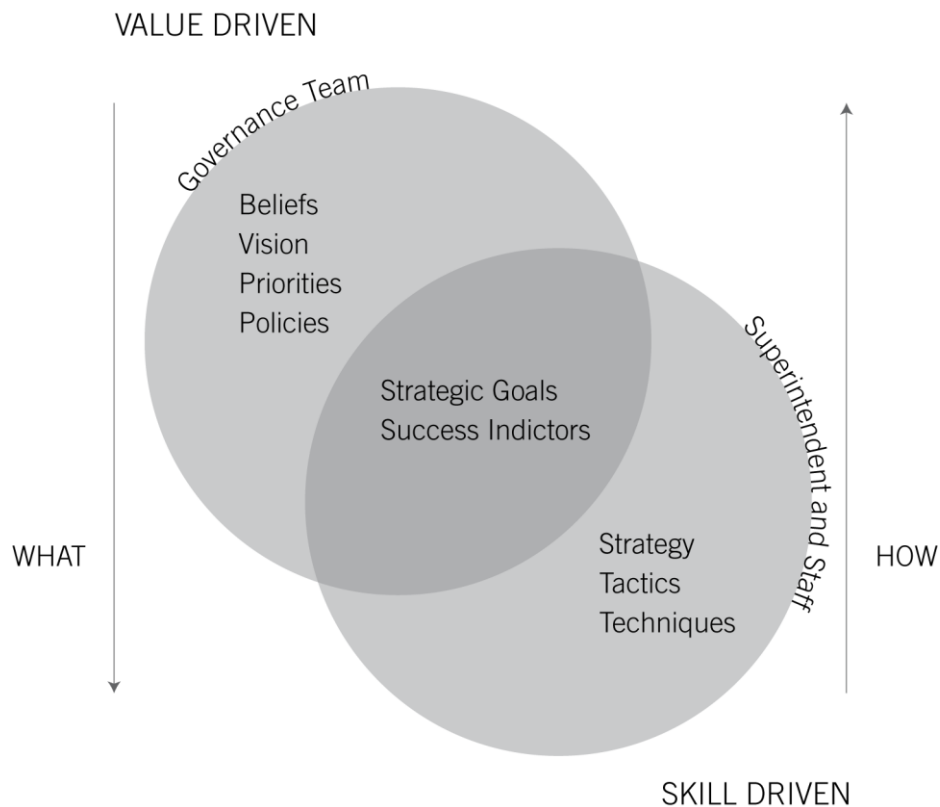 VALUE DRIVEN
Governance Team
Beliefs
Vision
Priorities
Policies
Strategic Goals
Success Indictors
Superintendent and Staff
Strategy
Tactics
Techniques
WHAT
HOW
SKILL DRIVEN